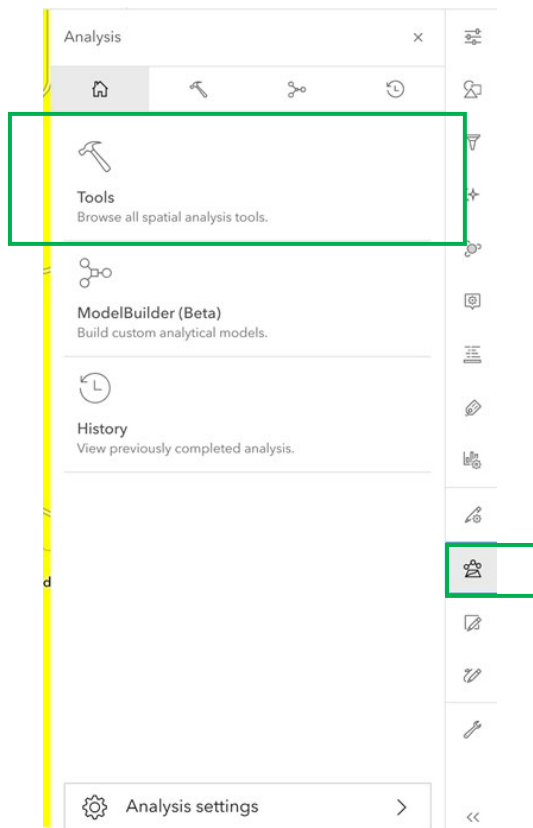 Analysis
Tools
Browse all spatial analysis tools.
ModelBuilder (Beta)
Build custom analytical models.
History
View previously completed analysis.
d
Analysis settings